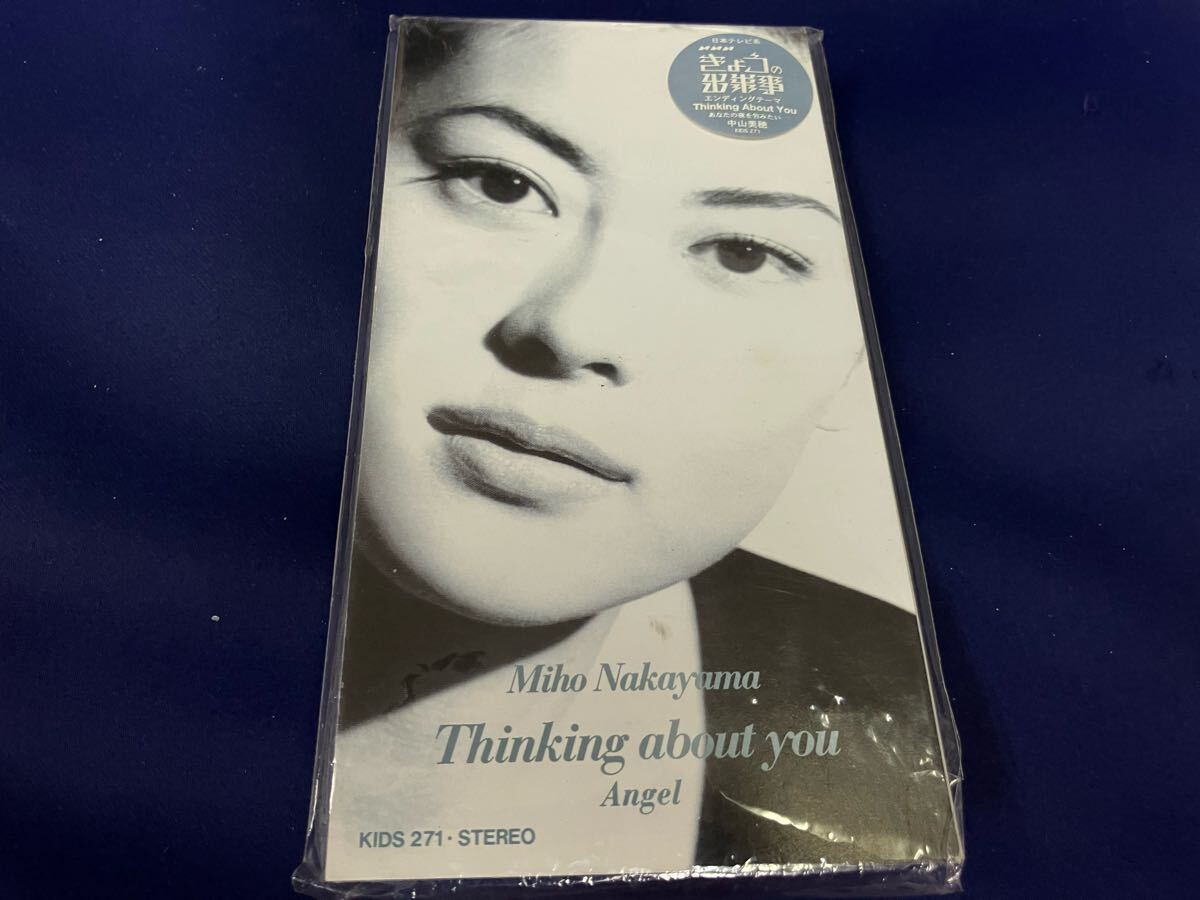 日本テレビ系
きょうの
出来事
エンディングテーマ
Thinking About You
あなたの夜を包みたい
中山美穂
KIDS 271
Miho Nakayama
Thinking about you
Angel
KIDS 271・STEREO